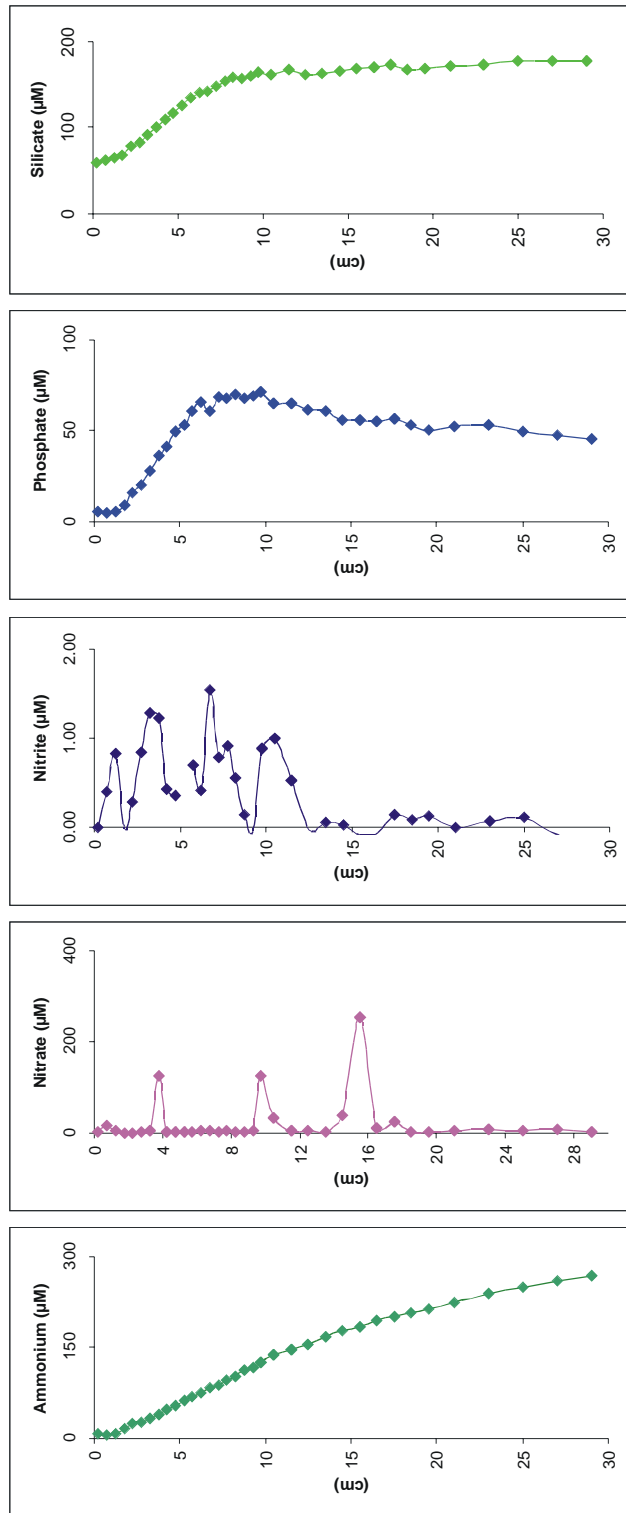 Ammonium (µM)
0 150 300
0
5
10
15
20
25
30
(cm)
Nitrate (µM)
0 200 400
0
4
8
12
16
20
24
28
(cm)
Nitrite (µM)
0.00 1.00 2.00
0
5
10
15
20
25
30
(cm)
Phosphate (µM)
0 50 100
0
5
10
15
20
25
30
(cm)
Silicate (µM)
0 100 200
0
5
10
15
20
25
30
(cm)